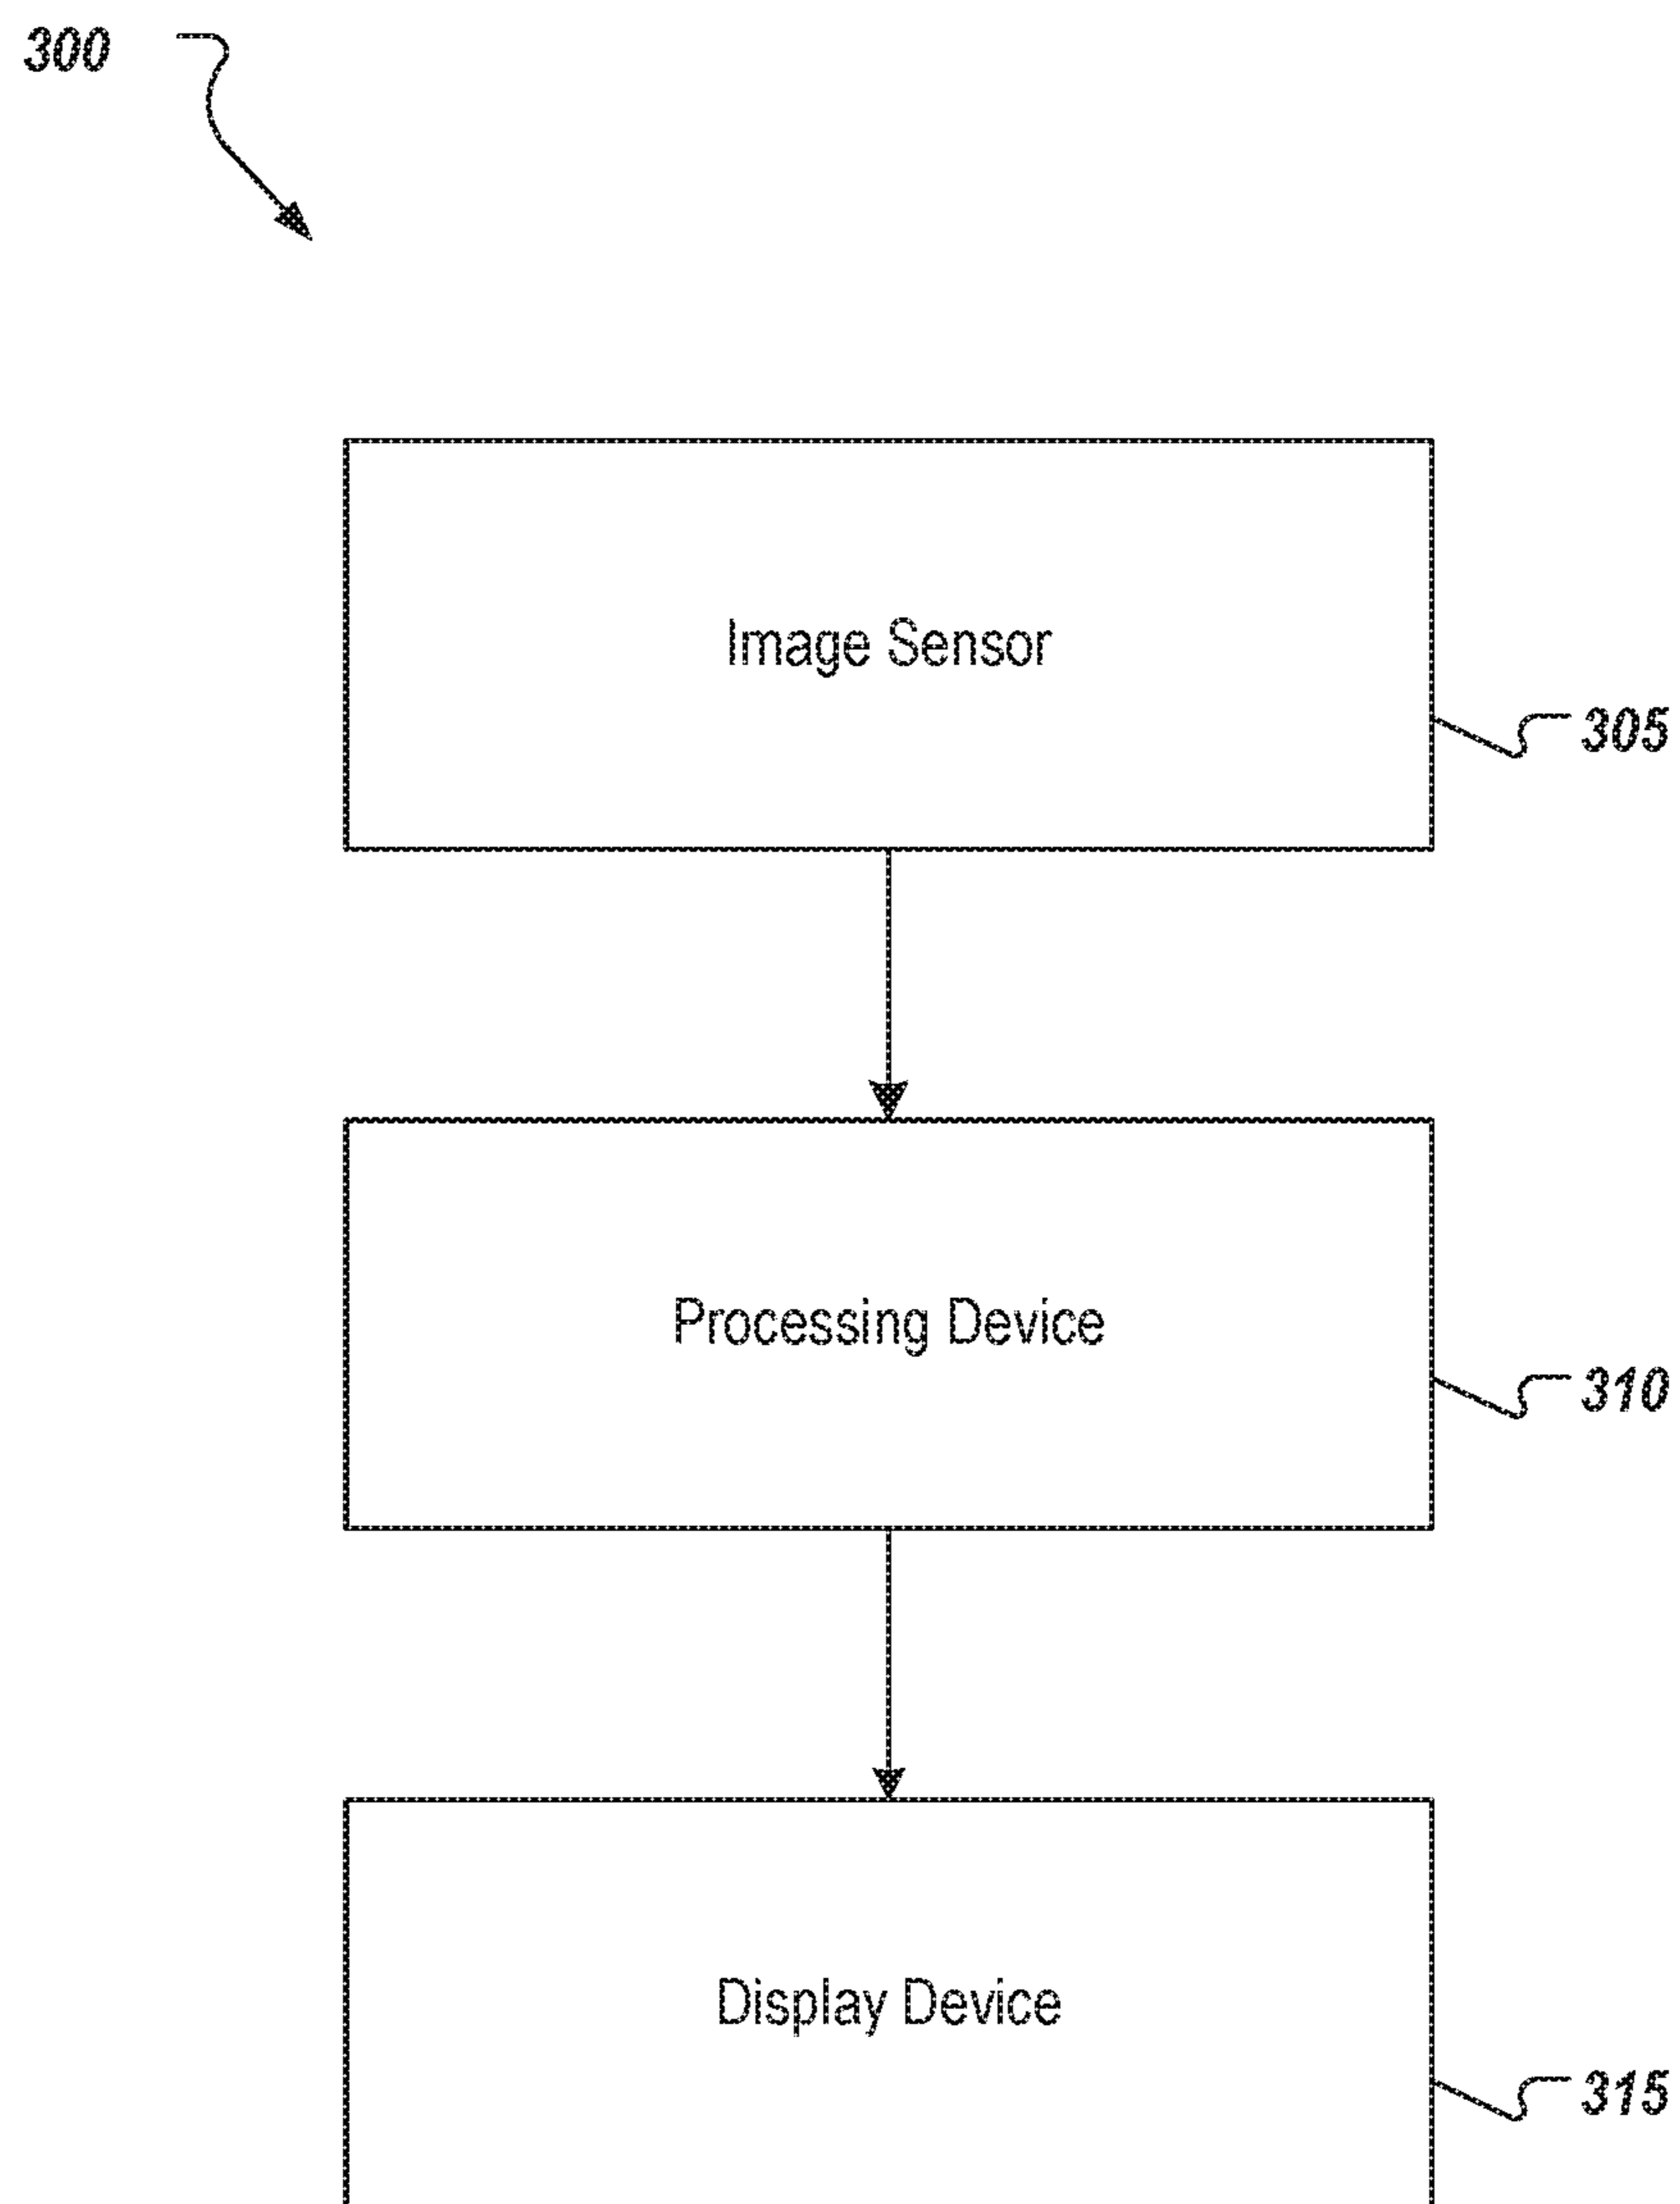 300
Image Sensor
305
Processing Device
310
Display Device
315